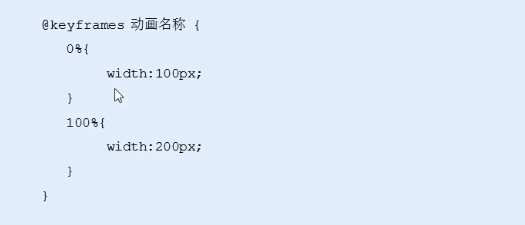 @keyframes 动画名称 {
0%{
width:100px;
}
100%{
width:200px;
}
}